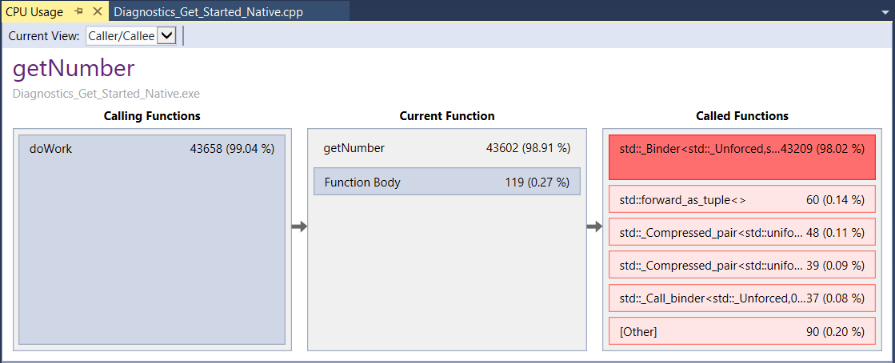 CPU Usage
Diagnostics_Get_Started_Native.cpp
Current View: Caller/Callee
getNumber
Diagnostics_Get_Started_Native.exe
Calling Functions
Current Function
Called Functions
doWork 43658 (99.04 %)
getNumber 43602 (98.91 %)
Function Body 119 (0.27 %)
std::_Binder<std::_Unforced,s...43209 (98.02 %)
std::forward_as_tuple<> 60 (0.14 %)
std::_Compressed_pair<std::unifo... 48 (0.11 %)
std::_Compressed_pair<std::unifo... 39 (0.09 %)
std::_Call_binder<std::_Unforced,0... 37 (0.08 %)
[Other] 90 (0.20 %)